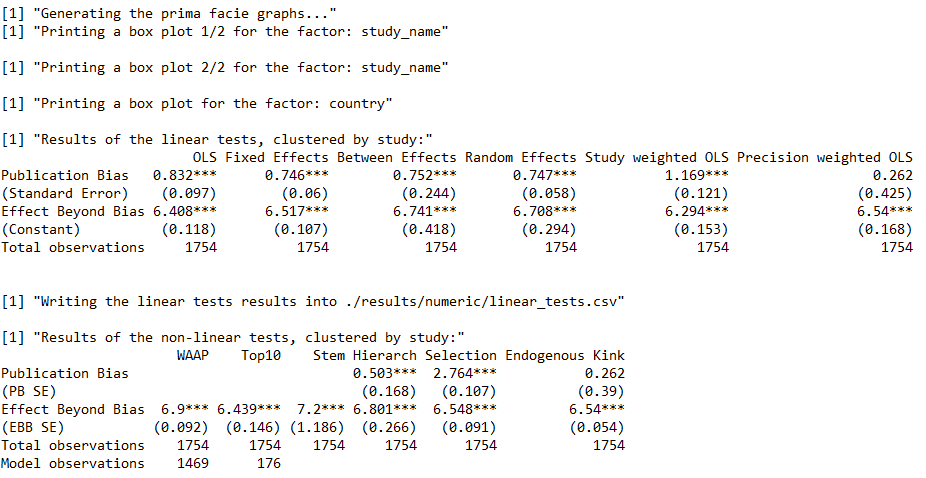 [1] "Generating the prima facie graphs..."
[1] "Printing a box plot 1/2 for the factor: study_name"
[1] "Printing a box plot 2/2 for the factor: study_name"
[1] "Printing a box plot for the factor: country"
[1] "Results of the linear tests, clustered by study:"
OLS Fixed Effects Between Effects Random Effects Study weighted OLS Precision weighted OLS
Publication Bias 0.832*** 0.746*** 0.752*** 0.747*** 1.169*** 0.262
(Standard Error) (0.097) (0.06) (0.244) (0.058) (0.121) (0.425)
Effect Beyond Bias 6.408*** 6.517*** 6.741*** 6.708*** 6.294*** 6.54***
(Constant) (0.118) (0.107) (0.418) (0.294) (0.153) (0.168)
Total observations 1754 1754 1754 1754 1754 1754
[1] "Writing the linear tests results into ./results/numeric/linear_tests.csv"
[1] "Results of the non-linear tests, clustered by study:"
WAAP Top10 Stem Hierarch Selection Endogenous Kink
Publication Bias 0.503*** 2.764*** 0.262
(PB SE) (0.168) (0.107) (0.39)
Effect Beyond Bias 6.9*** 6.439*** 7.2*** 6.801*** 6.548*** 6.54***
(EBB SE) (0.092) (0.146) (1.186) (0.266) (0.091) (0.054)
Total observations 1754 1754 1754 1754 1754 1754
Model observations 1469 176